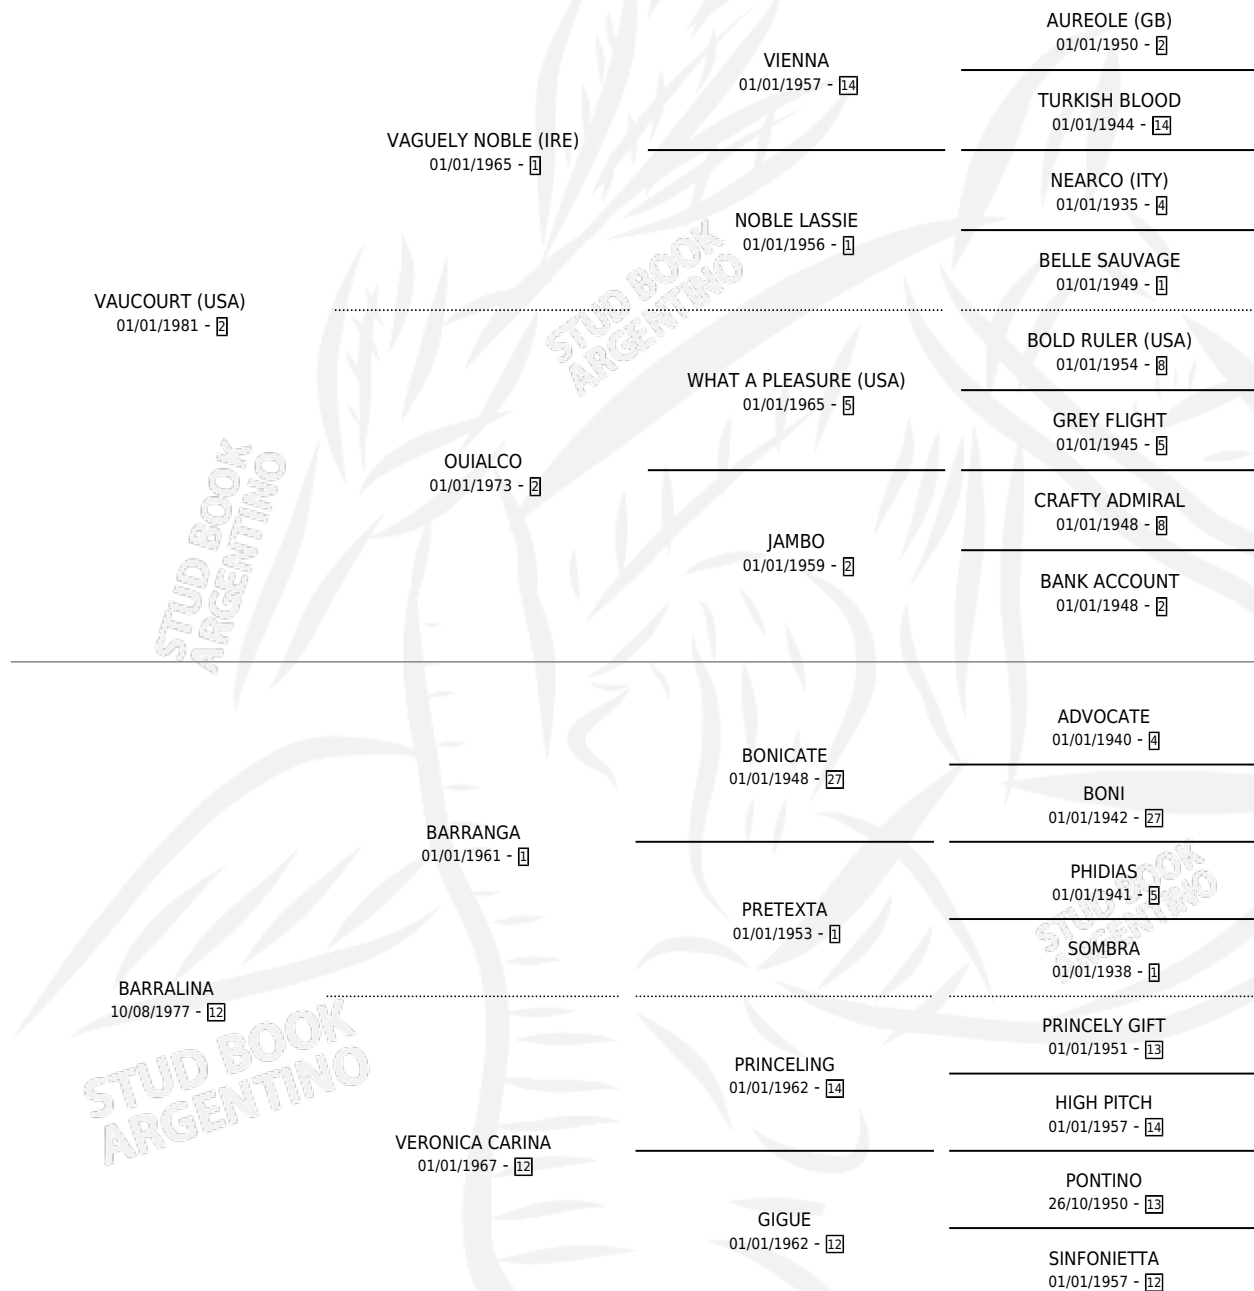 AUREOLE (GB)
01/01/1950 - 2
VIENNA
01/01/1957 - 14
TURKISH BLOOD
01/01/1944 - 14
VAGUELY NOBLE (IRE)
01/01/1965 - 1
NEARCO (ITY)
01/01/1935 - 4
NOBLE LASSIE
01/01/1956 - 1
BELLE SAUVAGE
01/01/1949 - 1
VAUCOURT (USA)
01/01/1981 - 2
BOLD RULER (USA)
01/01/1954 - 8
WHAT A PLEASURE (USA)
01/01/1965 - 5
GREY FLIGHT
01/01/1945 - 5
OUIALCO
01/01/1973 - 2
CRAFTY ADMIRAL
01/01/1948 - 8
JAMBO
01/01/1959 - 2
BANK ACCOUNT
01/01/1948 - 2
ADVOCATE
01/01/1940 - 4
BONICATE
01/01/1948 - 27
BONI
01/01/1942 - 27
BARRANGA
01/01/1961 - 1
PHIDIAS
01/01/1941 - 5
PRETEXTA
01/01/1953 - 1
SOMBRA
01/01/1938 - 1
BARRALINA
10/08/1977 - 12
PRINCELY GIFT
01/01/1951 - 13
PRINCELING
01/01/1962 - 14
HIGH PITCH
01/01/1957 - 14
VERONICA CARINA
01/01/1967 - 12
PONTINO
26/10/1950 - 13
GIGUE
01/01/1962 - 12
SINFONIETTA
01/01/1957 - 12
STUD BOOK
ARGENTINO
STUD BOOK
ARGENTINO
STUD BOOK
ARGENTINO
STUD BOOK
ARGENTINO